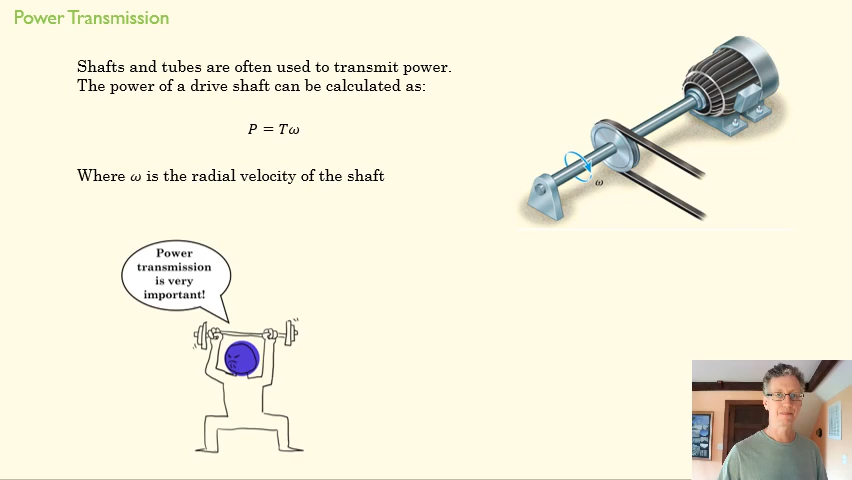 Power Transmission
Shafts and tubes are often used to transmit power.
The power of a drive shaft can be calculated as:
P = Tω
Where ω is the radial velocity of the shaft
ω
Power
transmission
is very
important!